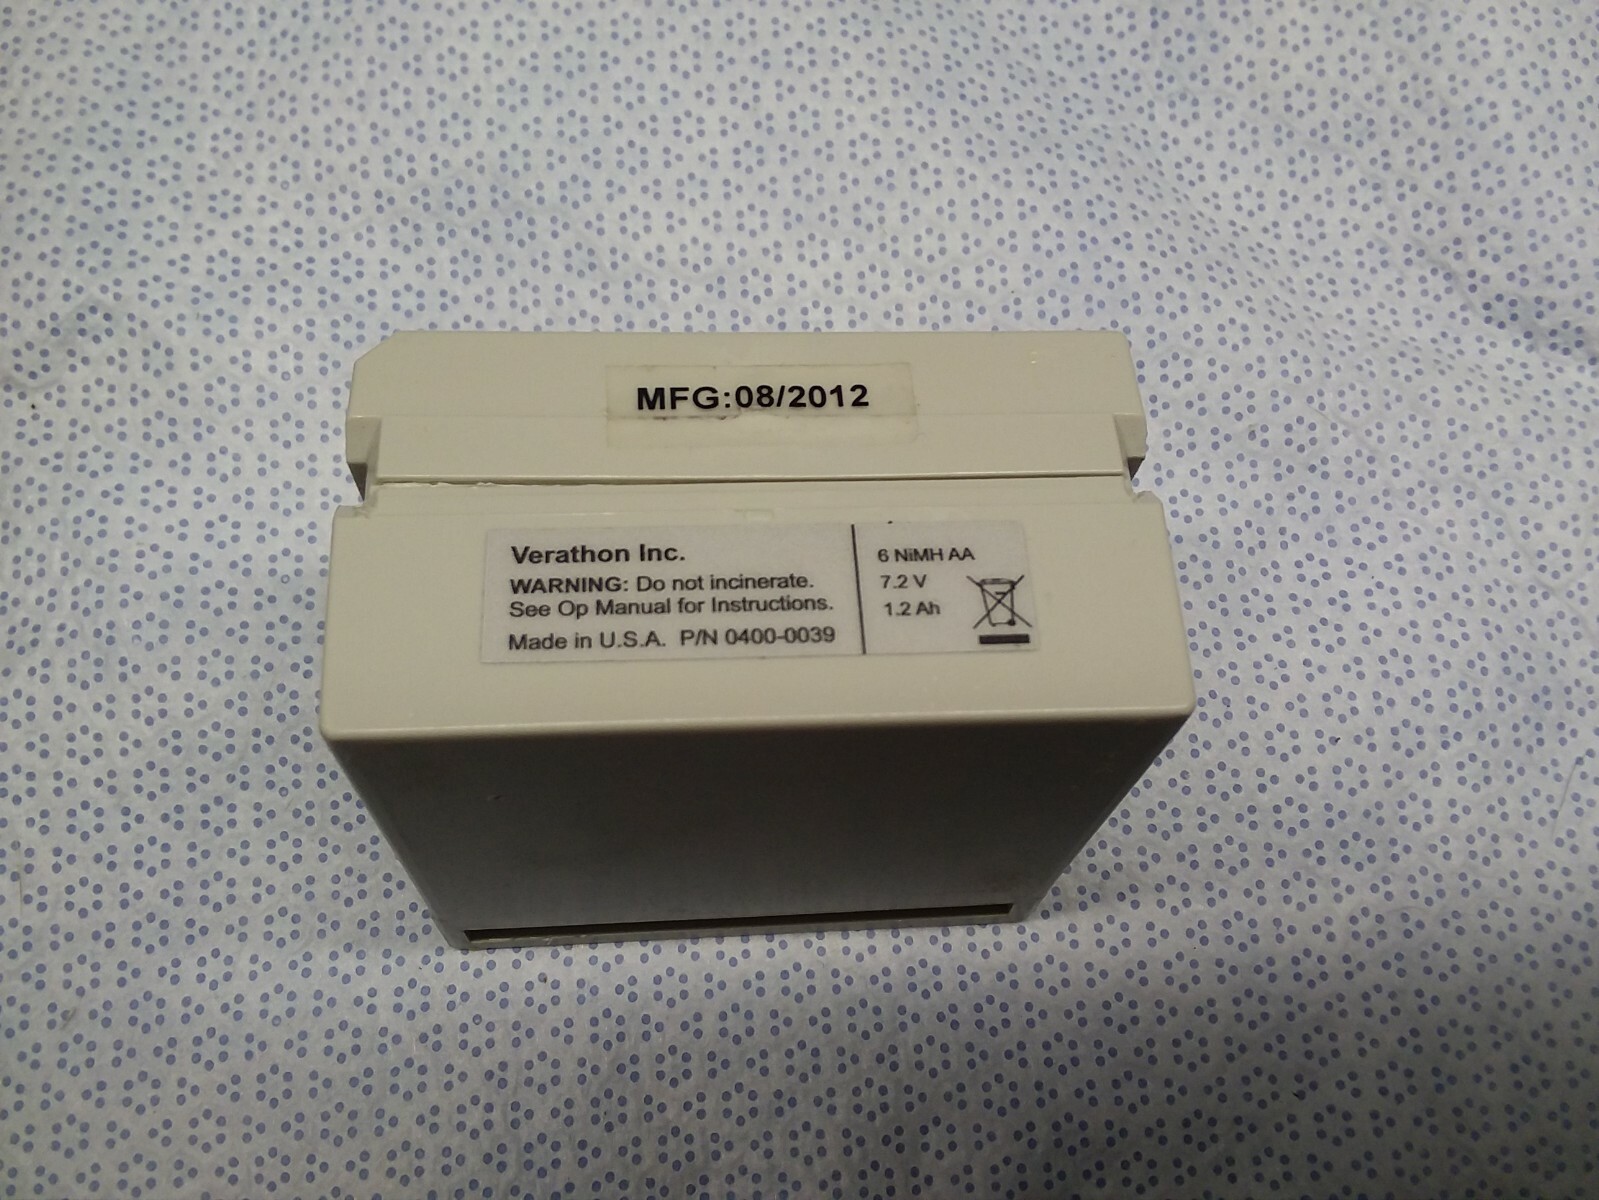 MFG:08/2012
Verathon Inc.
WARNING: Do not incinerate.
See Op Manual for Instructions.
Made in U.S.A. P/N 0400-0039
6 NiMH AA
7.2 V
1.2 Ah